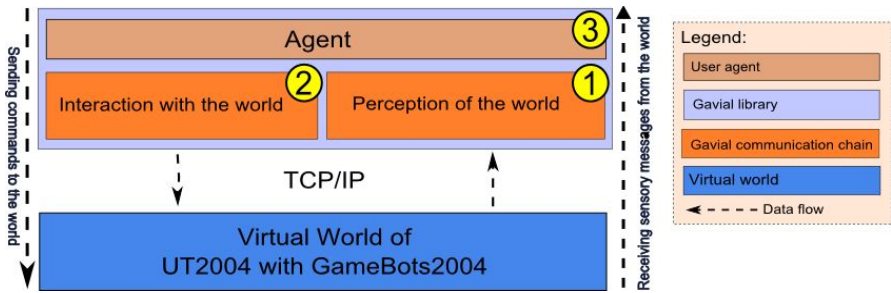 Sending commands to the world
Agent
3
Interaction with the world
2
Perception of the world
1
TCP/IP
Virtual World of
UT2004 with GameBots2004
Receiving sensory messages from the world
Legend:
User agent
Gavial library
Gavial communication chain
Virtual world
Data flow